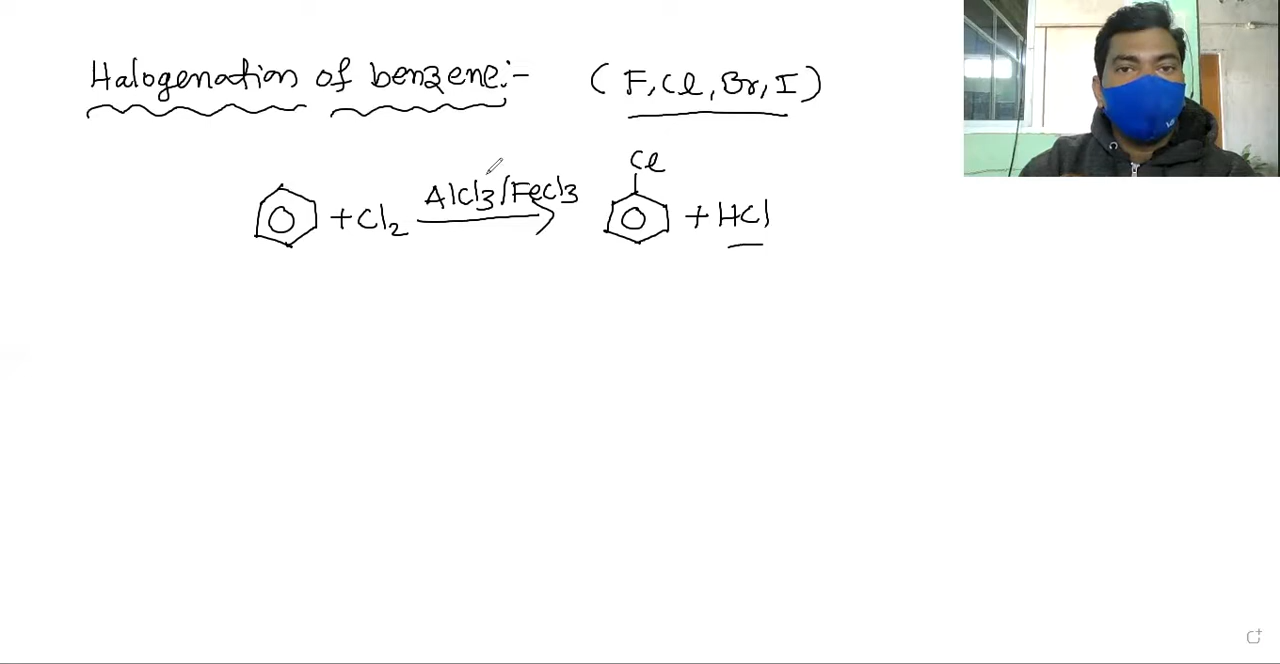 Halogenation of benzene:- (F, Cl, Br, I)
Cl
+ Cl2 AlCl3/FeCl3 + HCl